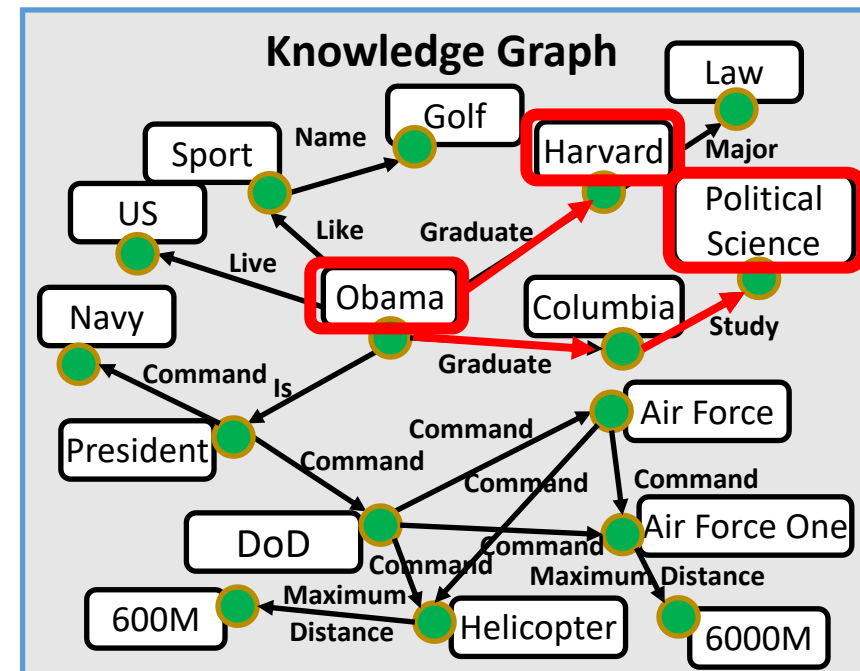 Knowledge Graph
Law
Golf
Name
Harvard
Sport
Major
Political
Science
US
Like
Graduate
Live
Obama
Columbia
Navy
Study
Graduate
Command
Is
Air Force
President
Command
Command
Command
Command
DoD
Air Force One
Command
Command
Maximum Distance
Maximum
Distance
600M
Helicopter
6000M